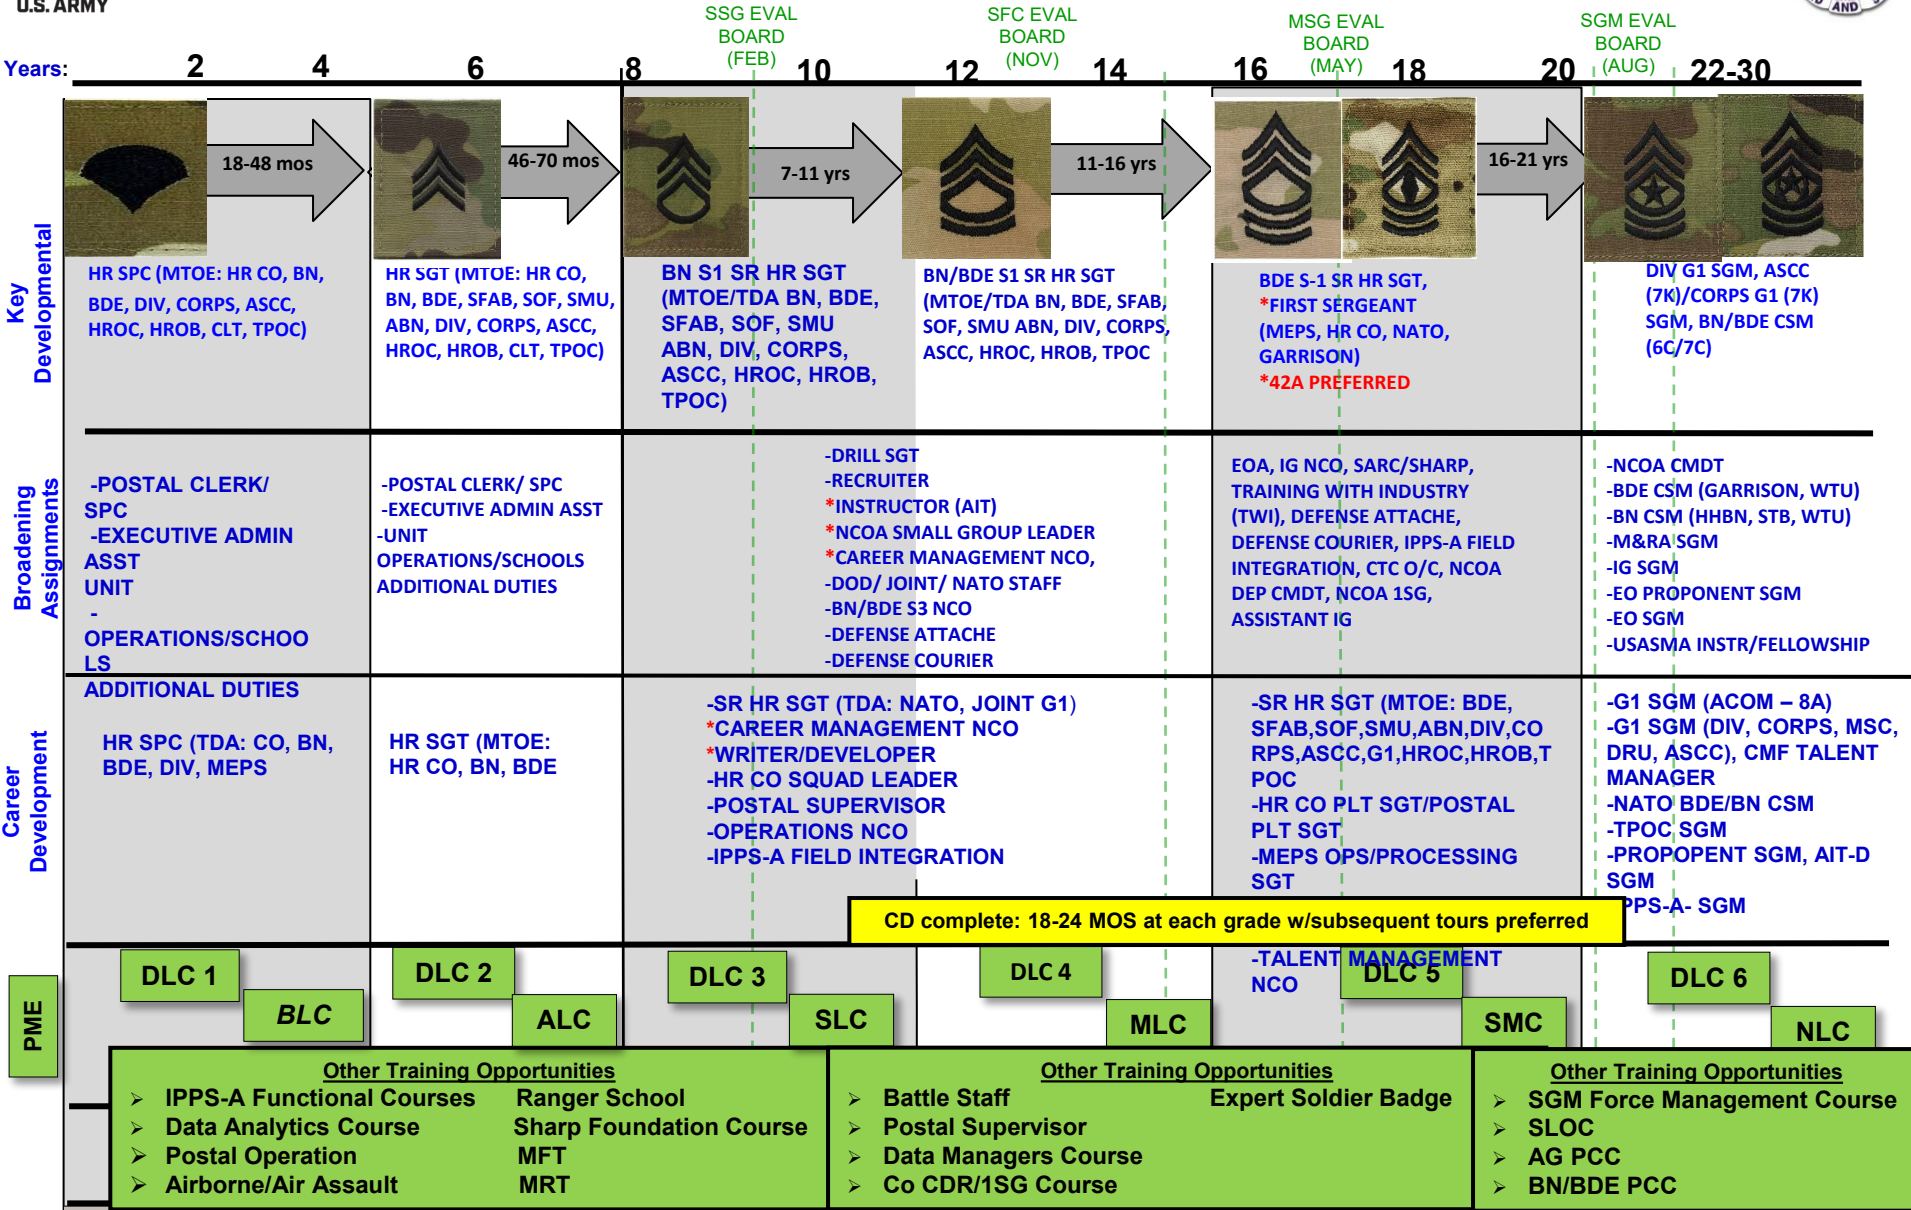 U.S. ARMY
AND
SSG EVAL
BOARD
(FEB)
SFC EVAL
BOARD
(NOV)
MSG EVAL
BOARD
(MAY)
SGM EVAL
BOARD
(AUG)
Years:
2
4
6
8
10
12
14
16
18
20
22-30
18-48 mos
46-70 mos
7-11 yrs
11-16 yrs
16-21 yrs
Key
Developmental
HR SPC (MTOE: HR CO, BN,
BDE, DIV, CORPS, ASCC,
HROC, HROB, CLT, TPOC)
HR SGT (MTOE: HR CO,
BN, BDE, SFAB, SOF, SMU,
ABN, DIV, CORPS, ASCC,
HROC, HROB, CLT, TPOC)
BN S1 SR HR SGT
(MTOE/TDA BN, BDE,
SFAB, SOF, SMU
ABN, DIV, CORPS,
ASCC, HROC, HROB,
TPOC)
BN/BDE S1 SR HR SGT
(MTOE/TDA BN, BDE, SFAB,
SOF, SMU ABN, DIV, CORPS,
ASCC, HROC, HROB, TPOC
BDE S-1 SR HR SGT,
*FIRST SERGEANT
(MEPS, HR CO, NATO,
GARRISON)
*42A PREFERRED
DIV G1 SGM, ASCC
(7K)/CORPS G1 (7K)
SGM, BN/BDE CSM
(6C/7C)
Broadening
Assignments
-POSTAL CLERK/
SPC
-EXECUTIVE ADMIN
ASST
UNIT
-
OPERATIONS/SCHOO
LS
ADDITIONAL DUTIES
-POSTAL CLERK/ SPC
-EXECUTIVE ADMIN ASST
-UNIT
OPERATIONS/SCHOOLS
ADDITIONAL DUTIES
-DRILL SGT
-RECRUITER
*INSTRUCTOR (AIT)
*NCOA SMALL GROUP LEADER
*CAREER MANAGEMENT NCO,
-DOD/ JOINT/ NATO STAFF
-BN/BDE S3 NCO
-DEFENSE ATTACHE
-DEFENSE COURIER
EOA, IG NCO, SARC/SHARP,
TRAINING WITH INDUSTRY
(TWI), DEFENSE ATTACHE,
DEFENSE COURIER, IPPS-A FIELD
INTEGRATION, CTC O/C, NCOA
DEP CMDT, NCOA 1SG,
ASSISTANT IG
-NCOA CMDT
-BDE CSM (GARRISON, WTU)
-BN CSM (HHBN, STB, WTU)
-M&RA SGM
-IG SGM
-EO PROPONENT SGM
-EO SGM
-USASMA INSTR/FELLOWSHIP
Career
Development
HR SPC (TDA: CO, BN,
BDE, DIV, MEPS
HR SGT (MTOE:
HR CO, BN, BDE
-SR HR SGT (TDA: NATO, JOINT G1)
*CAREER MANAGEMENT NCO
*WRITER/DEVELOPER
-HR CO SQUAD LEADER
-POSTAL SUPERVISOR
-OPERATIONS NCO
-IPPS-A FIELD INTEGRATION
-SR HR SGT (MTOE: BDE,
SFAB,SOF,SMU,ABN,DIV,CO
RPS,ASCC,G1,HROC,HROB,T
POC
-HR CO PLT SGT/POSTAL
PLT SGT
-MEPS OPS/PROCESSING
SGT
-TALENT MANAGEMENT
NCO
-G1 SGM (ACOM – 8A)
-G1 SGM (DIV, CORPS, MSC,
DRU, ASCC), CMF TALENT
MANAGER
-NATO BDE/BN CSM
-TPOC SGM
-PROPOPENT SGM, AIT-D
SGM
PPS-A- SGM
CD complete: 18-24 MOS at each grade w/subsequent tours preferred
PME
DLC 1
BLC
DLC 2
ALC
DLC 3
SLC
DLC 4
MLC
DLC 5
SMC
DLC 6
NLC
Other Training Opportunities
➢ IPPS-A Functional Courses Ranger School
➢ Data Analytics Course Sharp Foundation Course
➢ Postal Operation MFT
➢ Airborne/Air Assault MRT
Other Training Opportunities
➢ Battle Staff Expert Soldier Badge
➢ Postal Supervisor
➢ Data Managers Course
➢ Co CDR/1SG Course
Other Training Opportunities
➢ SGM Force Management Course
➢ SLOC
➢ AG PCC
➢ BN/BDE PCC